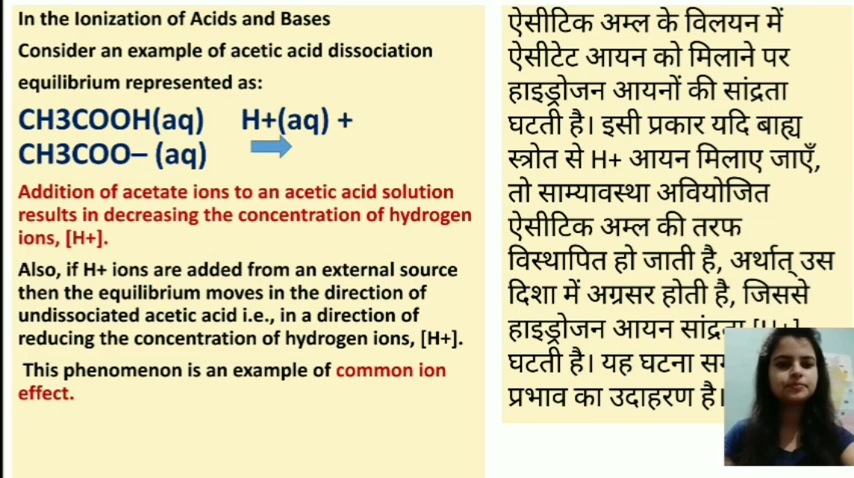 In the Ionization of Acids and Bases
Consider an example of acetic acid dissociation
equilibrium represented as:
CH3COOH(aq) H+(aq) +
CH3COO– (aq)
Addition of acetate ions to an acetic acid solution
results in decreasing the concentration of hydrogen
ions, [H+].
Also, if H+ ions are added from an external source
then the equilibrium moves in the direction of
undissociated acetic acid i.e., in a direction of
reducing the concentration of hydrogen ions, [H+].
This phenomenon is an example of common ion
effect.
ऐसीटिक अम्ल के विलयन में
ऐसीटेट आयन को मिलाने पर
हाइड्रोजन आयनों की सांद्रता
घटती है। इसी प्रकार यदि बाह्य
स्त्रोत से H+ आयन मिलाए जाएँ,
तो साम्यावस्था अवियोजित
ऐसीटिक अम्ल की तरफ
विस्थापित हो जाती है, अर्थात् उस
दिशा में अग्रसर होती है, जिससे
हाइड्रोजन आयन
घटती है। यह घटना
प्रभाव का उदाहरण है।